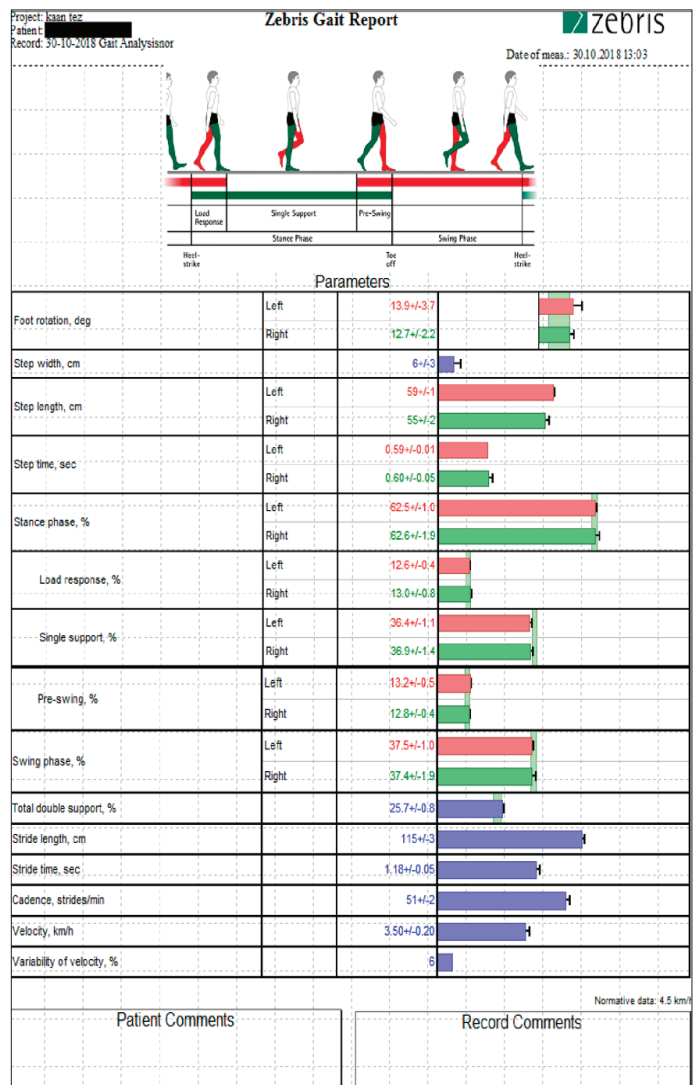 Project: kaan tez
Zebris Gait Report
zebris
Patient:
Record: 30-10-2018 Gait Analysisnor
Date of meas.: 30.10.2018 13:03
Load Response
Single Support
Pre-Swing
Stance Phase
Swing Phase
Heel-strike
Toe off
Heel-strike
Parameters
Foot rotation, deg
Left 13.9+/-3.7
Right 12.7+/-2.2
Step width, cm 6+/-3
Step length, cm
Left 59+/-1
Right 55+/-2
Step time, sec
Left 0.59+/-0.01
Right 0.60+/-0.05
Stance phase, %
Left 62.5+/-1.0
Right 62.6+/-1.9
Load response, %
Left 12.6+/-0.4
Right 13.0+/-0.8
Single support, %
Left 36.4+/-1.1
Right 36.9+/-1.4
Pre-swing, %
Left 13.2+/-0.5
Right 12.8+/-0.4
Swing phase, %
Left 37.5+/-1.0
Right 37.4+/-1.9
Total double support, % 25.7+/-0.8
Stride length, cm 115+/-3
Stride time, sec 1.18+/-0.05
Cadence, strides/min 51+/-2
Velocity, km/h 3.50+/-0.20
Variability of velocity, % 6
Normative data: 4.5 km/h
Patient Comments
Record Comments